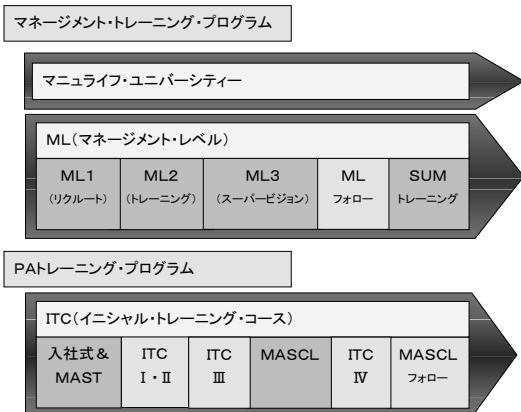 マネージメント・トレーニング・プログラム
マニュライフ・ユニバーシティー
ML（マネージメント・レベル）
ML1 ML2 ML3 ML SUM
（リクルート） （トレーニング） （スーパービジョン） フォロー トレーニング
PAトレーニング・プログラム
ITC（イニシャル・トレーニング・コース）
入社式＆ ITC ITC MASCL ITC MASCL
MAST Ⅰ・Ⅱ Ⅲ Ⅳ フォロー